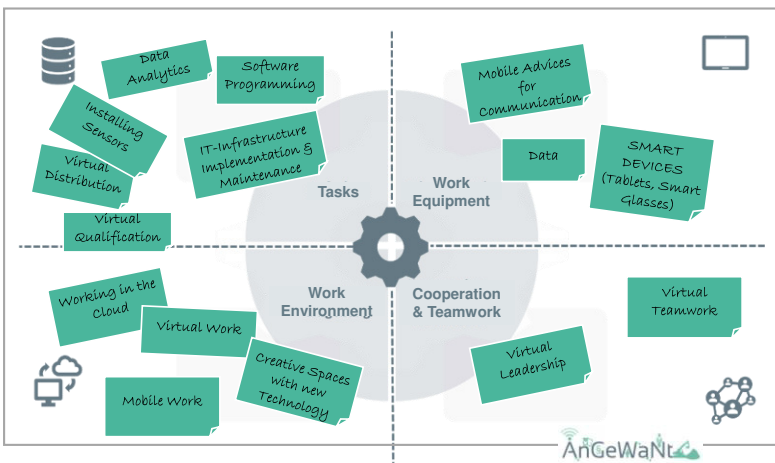 Data
Analytics
Software
Programming
Installing
Sensors
IT-Infrastructure
Implementation &
Maintenance
Virtual
Distribution
Virtual
Qualification
Tasks
Mobile Advices
for
Communication
Data
SMART
DEVICES
(Tablets, Smart
Glasses)
Work
Equipment
Working in the
Cloud
Virtual Work
Creative Spaces
with new
Technology
Mobile Work
Work
Environment
Cooperation
& Teamwork
Virtual
Teamwork
Virtual
Leadership
AnGeWaNt